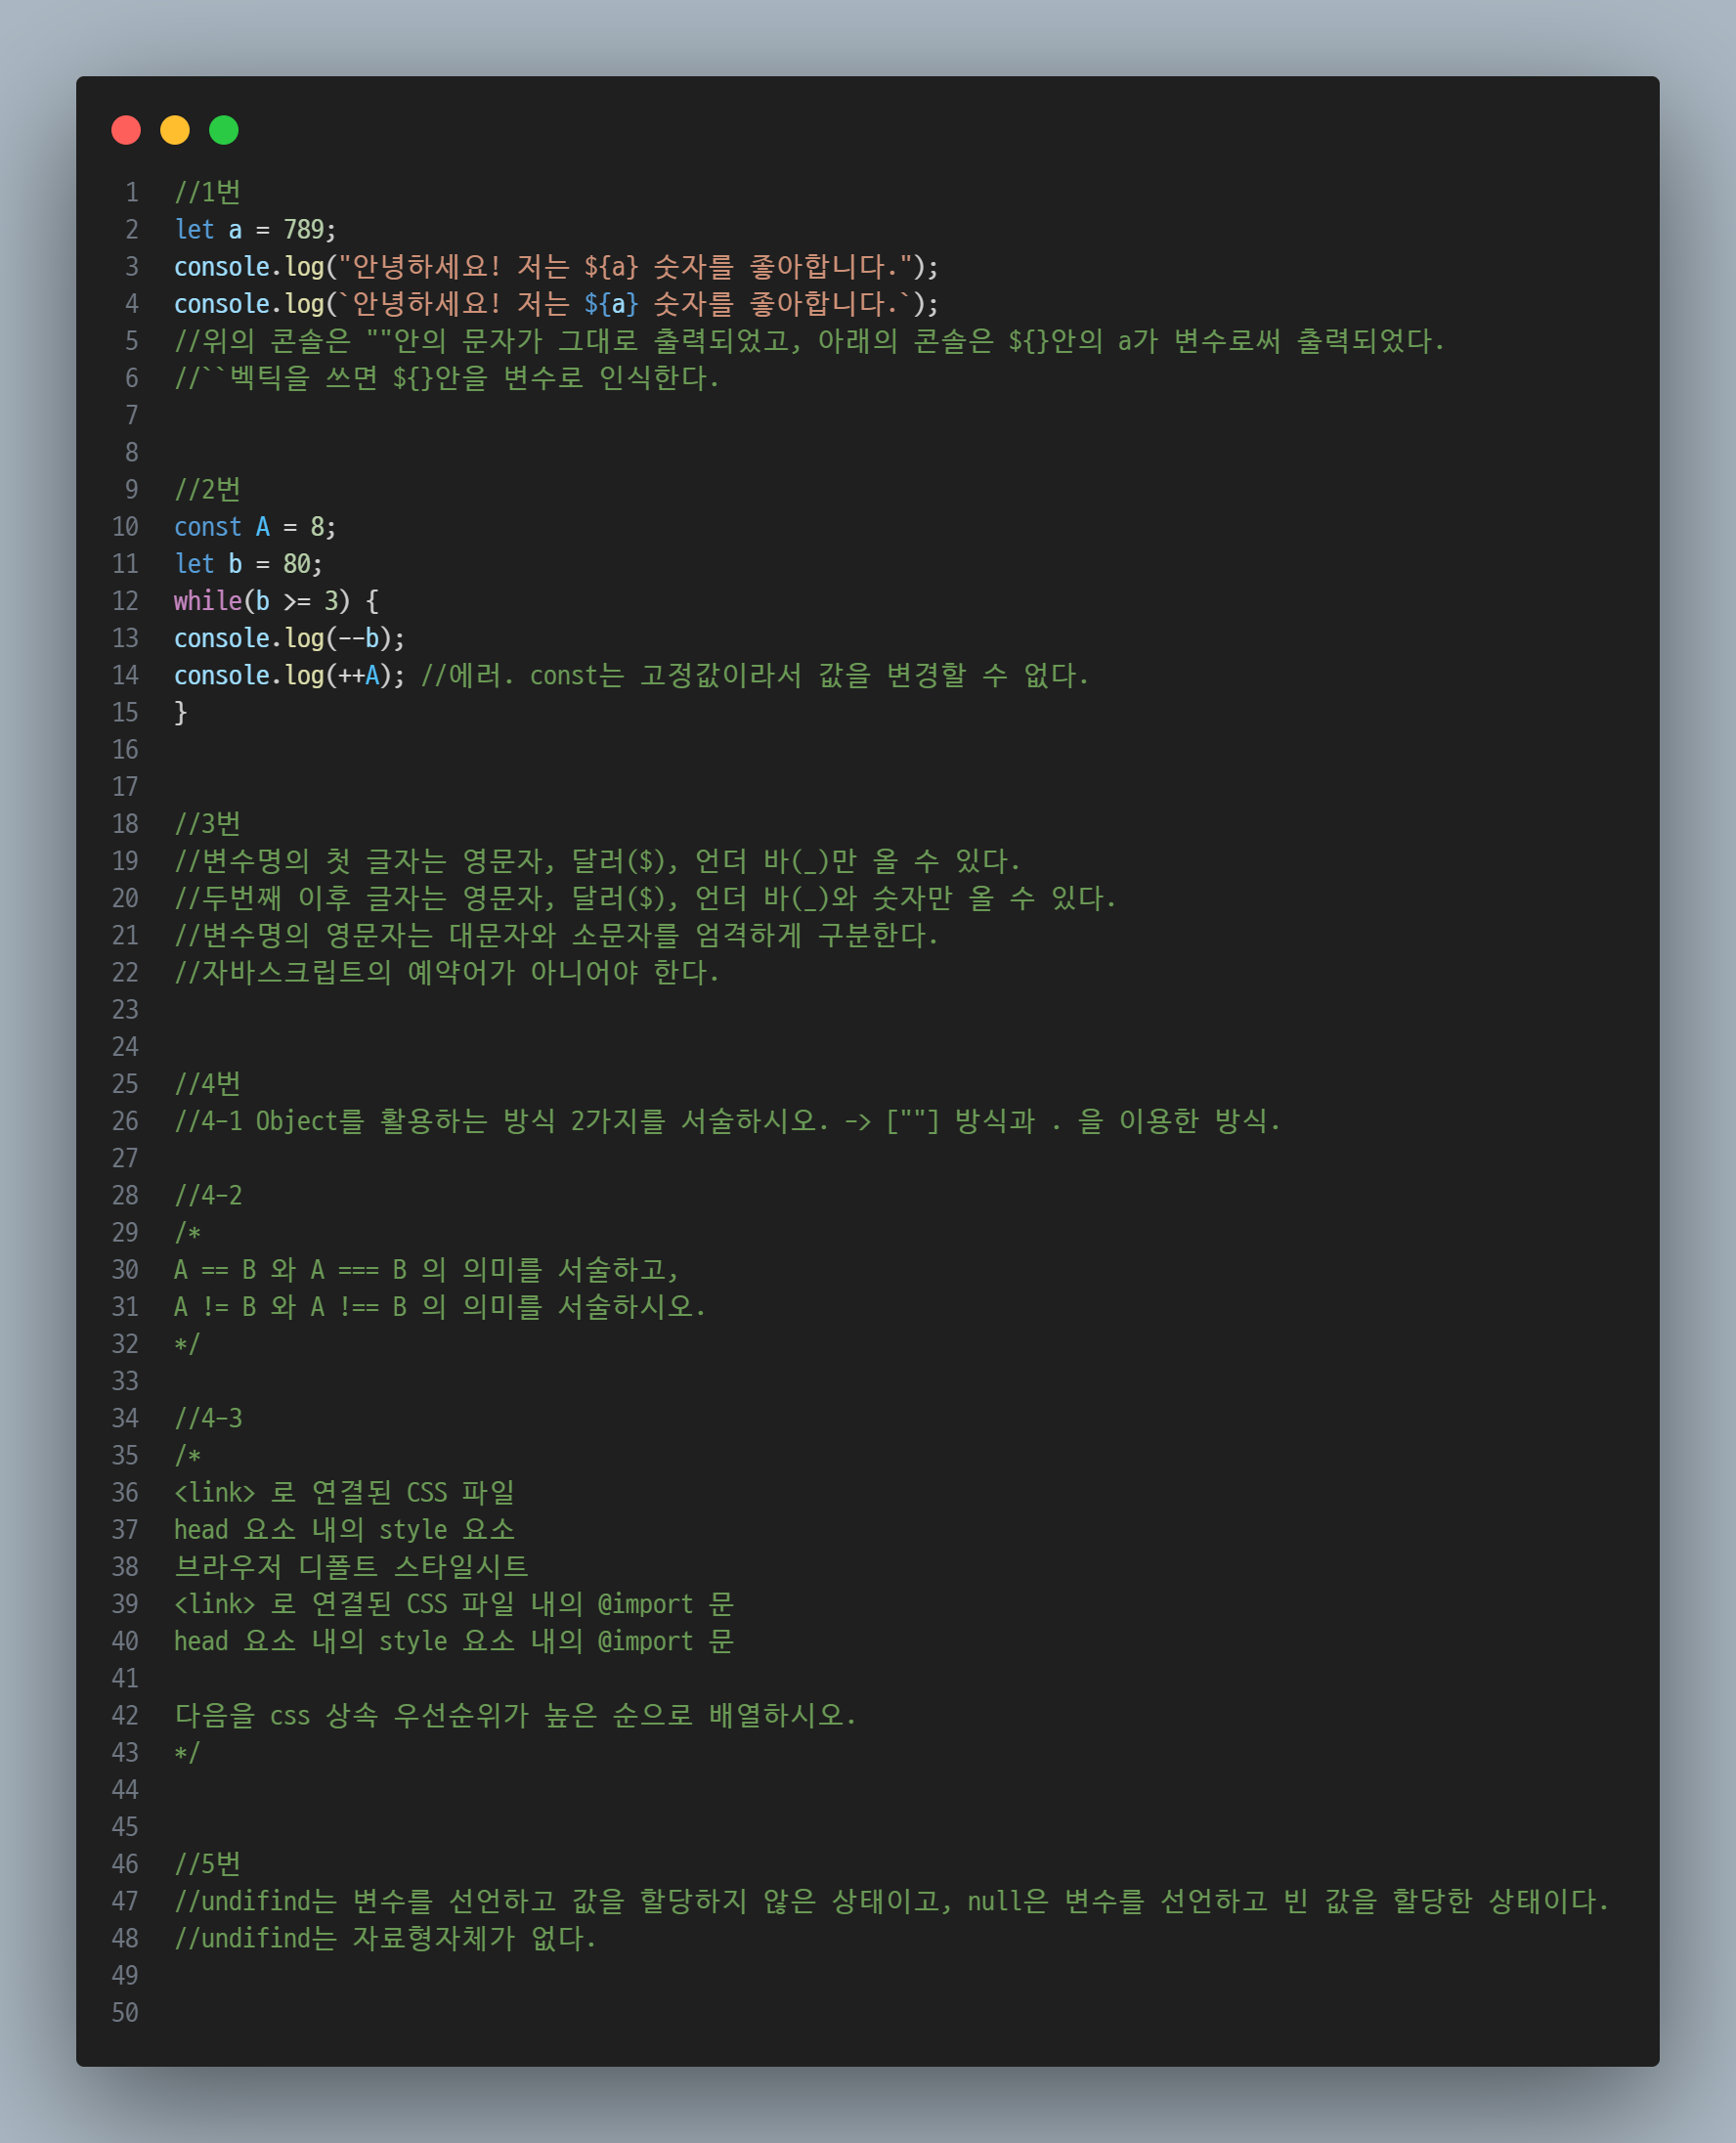 1 //1번
2 let a = 789;
3 console.log("안녕하세요! 저는 ${a} 숫자를 좋아합니다.");
4 console.log(`안녕하세요! 저는 ${a} 숫자를 좋아합니다.`);
5 //위의 콘솔은 ""안의 문자가 그대로 출력되었고, 아래의 콘솔은 ${}안의 a가 변수로써 출력되었다.
6 //``벡틱을 쓰면 ${}안을 변수로 인식한다.
7
8
9 //2번
10 const A = 8;
11 let b = 80;
12 while(b >= 3) {
13 console.log(--b);
14 console.log(++A); //에러. const는 고정값이라서 값을 변경할 수 없다.
15 }
16
17
18 //3번
19 //변수명의 첫 글자는 영문자, 달러($), 언더 바(_)만 올 수 있다.
20 //두번째 이후 글자는 영문자, 달러($), 언더 바(_)와 숫자만 올 수 있다.
21 //변수명의 영문자는 대문자와 소문자를 엄격하게 구분한다.
22 //자바스크립트의 예약어가 아니어야 한다.
23
24
25 //4번
26 //4-1 Object를 활용하는 방식 2가지를 서술하시오. -> [""] 방식과 . 을 이용한 방식.
27
28 //4-2
29 /*
30 A == B 와 A === B 의 의미를 서술하고,
31 A != B 와 A !== B 의 의미를 서술하시오.
32 */
33
34 //4-3
35 /*
36 <link> 로 연결된 CSS 파일
37 head 요소 내의 style 요소
38 브라우저 디폴트 스타일시트
39 <link> 로 연결된 CSS 파일 내의 @import 문
40 head 요소 내의 style 요소 내의 @import 문
41
42 다음을 css 상속 우선순위가 높은 순으로 배열하시오.
43 */
44
45
46 //5번
47 //undifind는 변수를 선언하고 값을 할당하지 않은 상태이고, null은 변수를 선언하고 빈 값을 할당한 상태이다.
48 //undifind는 자료형자체가 없다.
49
50